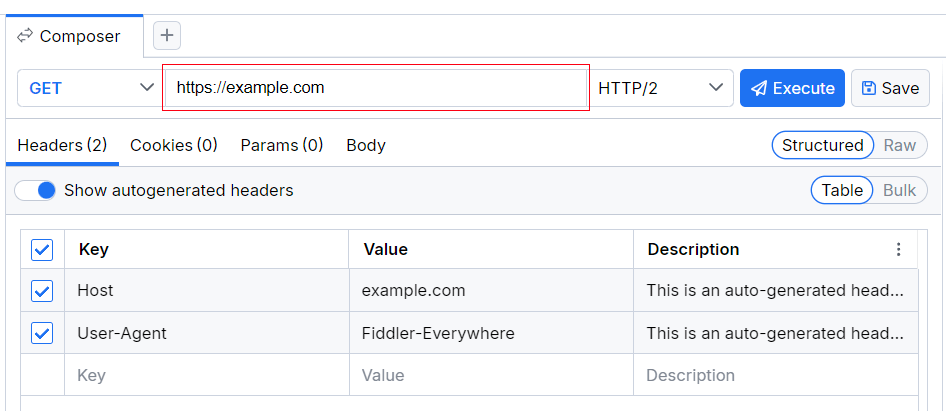 Composer +
GET https://example.com HTTP/2 Execute Save
Headers (2) Cookies (0) Params (0) Body Structured Raw
Show autogenerated headers Table Bulk
Key Value Description
Host example.com This is an auto-generated head...
User-Agent Fiddler-Everywhere This is an auto-generated head...
Key Value Description